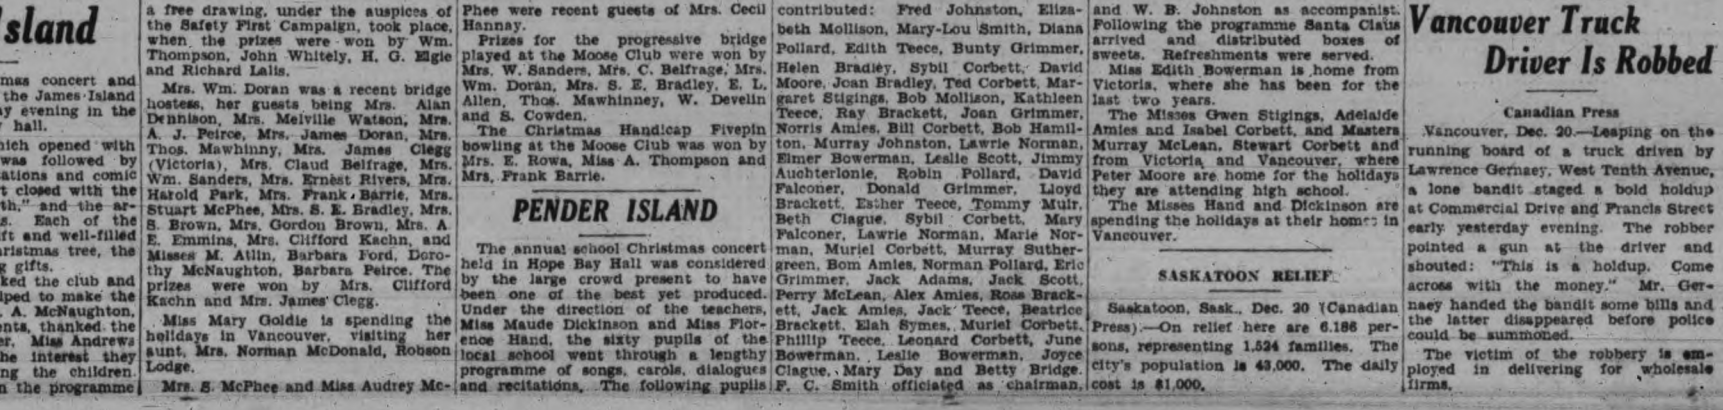 sland
mas concert and
the James Island
y evening in the
hall.
hich opened with
was followed by
ations and comic
t closed with the
th," and the ar-
s. Each of the
ft and well-filled
hristmas tree, the
g gifts.
ked the club and
lped to make the
. A. McNaughton,
ents, thanked the
er. Miss Andrews
he interest they
ng the children.
n the programme
a free drawing, under the auspices of
the Safety First Campaign, took place,
when the prizes were won by Wm.
Thompson, John Whitely, H. G. Elgie
and Richard Lalis.
Mrs. Wm. Doran was a recent bridge
hostess, her guests being Mrs. Alan
Dennison, Mrs. Melville Watson, Mrs.
A. J. Peirce, Mrs. James Doran, Mrs.
Thos. Mawhinny, Mrs. James Clegg
(Victoria), Mrs. Claud Belfrage, Mrs.
Wm. Sanders, Mrs. Ernest Rivers, Mrs.
Harold Park, Mrs. Frank Barrie, Mrs.
Stuart McPhee, Mrs. S. E. Bradley, Mrs.
S. Brown, Mrs. Gordon Brown, Mrs. A.
E. Emmins, Mrs. Clifford Kachn, and
Misses M. Atlin, Barbara Ford, Doro-
thy McNaughton, Barbara Peirce. The
prizes were won by Mrs. Clifford
Kachn and Mrs. James Clegg.
Miss Mary Goldie is spending the
holidays in Vancouver, visiting her
aunt, Mrs. Norman McDonald, Robson
Lodge.
Mrs. S. McPhee and Miss Audrey Mc-
Phee were recent guests of Mrs. Cecil
Hannay.
Prizes for the progressive bridge
played at the Moose Club were won by
Mrs. W. Sanders, Mrs. C. Belfrage, Mrs.
Wm. Doran, Mrs. S. E. Bradley, E. L.
Allen, Thos. Mawhinney, W. Develin
and S. Cowden.
The Christmas Handicap Fivepin
bowling at the Moose Club was won by
Mrs. E. Rowa, Miss A. Thompson and
Mrs. Frank Barrie.
PENDER ISLAND
The annual school Christmas concert
held in Hope Bay Hall was considered
by the large crowd present to have
been one of the best yet produced.
Under the direction of the teachers,
Miss Maude Dickinson and Miss Flor-
ence Hand, the sixty pupils of the
local school went through a lengthy
programme of songs, carols, dialogues
and recitations. The following pupils
contributed: Fred Johnston, Eliza-
beth Mollison, Mary-Lou Smith, Diana
Pollard, Edith Teece, Bunty Grimmer,
Helen Bradley, Sybil Corbett, David
Moore, Joan Bradley, Ted Corbett, Mar-
garet Stigings, Bob Mollison, Kathleen
Teece, Ray Brackett, Joan Grimmer,
Norris Amies, Bill Corbett, Bob Hamil-
ton, Murray Johnston, Lawrie Norman,
Elmer Bowerman, Leslie Scott, Jimmy
Auchterlonie, Robin Pollard, David
Falconer, Donald Grimmer, Lloyd
Brackett, Esther Teece, Tommy Muir,
Beth Clague, Sybil Corbett, Mary
Falconer, Lawrie Norman, Marie Nor-
man, Muriel Corbett, Murray Suther-
green, Bom Amies, Norman Pollard, Eric
Grimmer, Jack Adams, Jack Scott,
Perry McLean, Alex Amies, Rosa Brack-
ett, Jack Amies, Jack Teece, Beatrice
Brackett, Elah Symes, Muriel Corbett,
Phillip Teece, Leonard Corbett, June
Bowerman, Leslie Bowerman, Joyce
Clague, Mary Day and Betty Bridge.
F. C. Smith officiated as chairman,
and W. B. Johnston as accompanist.
Following the programme Santa Claus
arrived and distributed boxes of
sweets. Refreshments were served.
Miss Edith Bowerman is home from
Victoria, where she has been for the
last two years.
The Misses Gwen Stigings, Adelaide
Amies and Isabel Corbett, and Masters
Murray McLean, Stewart Corbett and
from Victoria and Vancouver, where
Peter Moore are home for the holidays
they are attending high school.
The Misses Hand and Dickinson are
spending the holidays at their homes in
Vancouver.
SASKATOON RELIEF
Saskatoon, Sask., Dec. 20 (Canadian
Press).—On relief here are 6.186 per-
sons, representing 1,524 families. The
city's population is 43,000. The daily
cost is $1,000.
Vancouver Truck
Driver Is Robbed
Canadian Press
Vancouver, Dec. 20.—Leaping on the
running board of a truck driven by
Lawrence Gernaey, West Tenth Avenue,
a lone bandit staged a bold holdup
at Commercial Drive and Francis Street
early yesterday evening. The robber
pointed a gun at the driver and
shouted: "This is a holdup. Come
across with the money." Mr. Ger-
naey handed the bandit some bills and
the latter disappeared before police
could be summoned.
The victim of the robbery is em-
ployed in delivering for wholesale
firms.